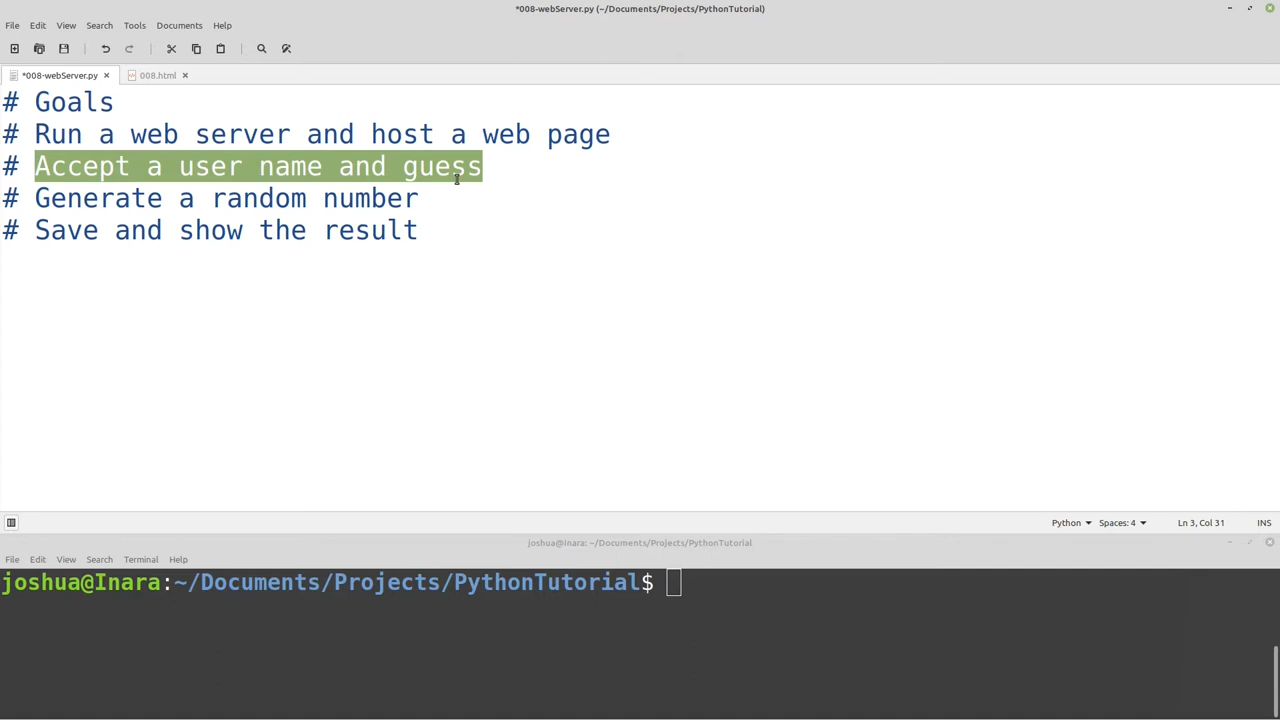 *008-webServer.py (~/Documents/Projects/PythonTutorial)
File Edit View Search Tools Documents Help
*008-webServer.py × 008.html ×
# Goals
# Run a web server and host a web page
# Accept a user name and guess
# Generate a random number
# Save and show the result
Python Spaces: 4 Ln 3, Col 31 INS
joshua@Inara: ~/Documents/Projects/PythonTutorial
File Edit View Search Terminal Help
joshua@Inara:~/Documents/Projects/PythonTutorial$